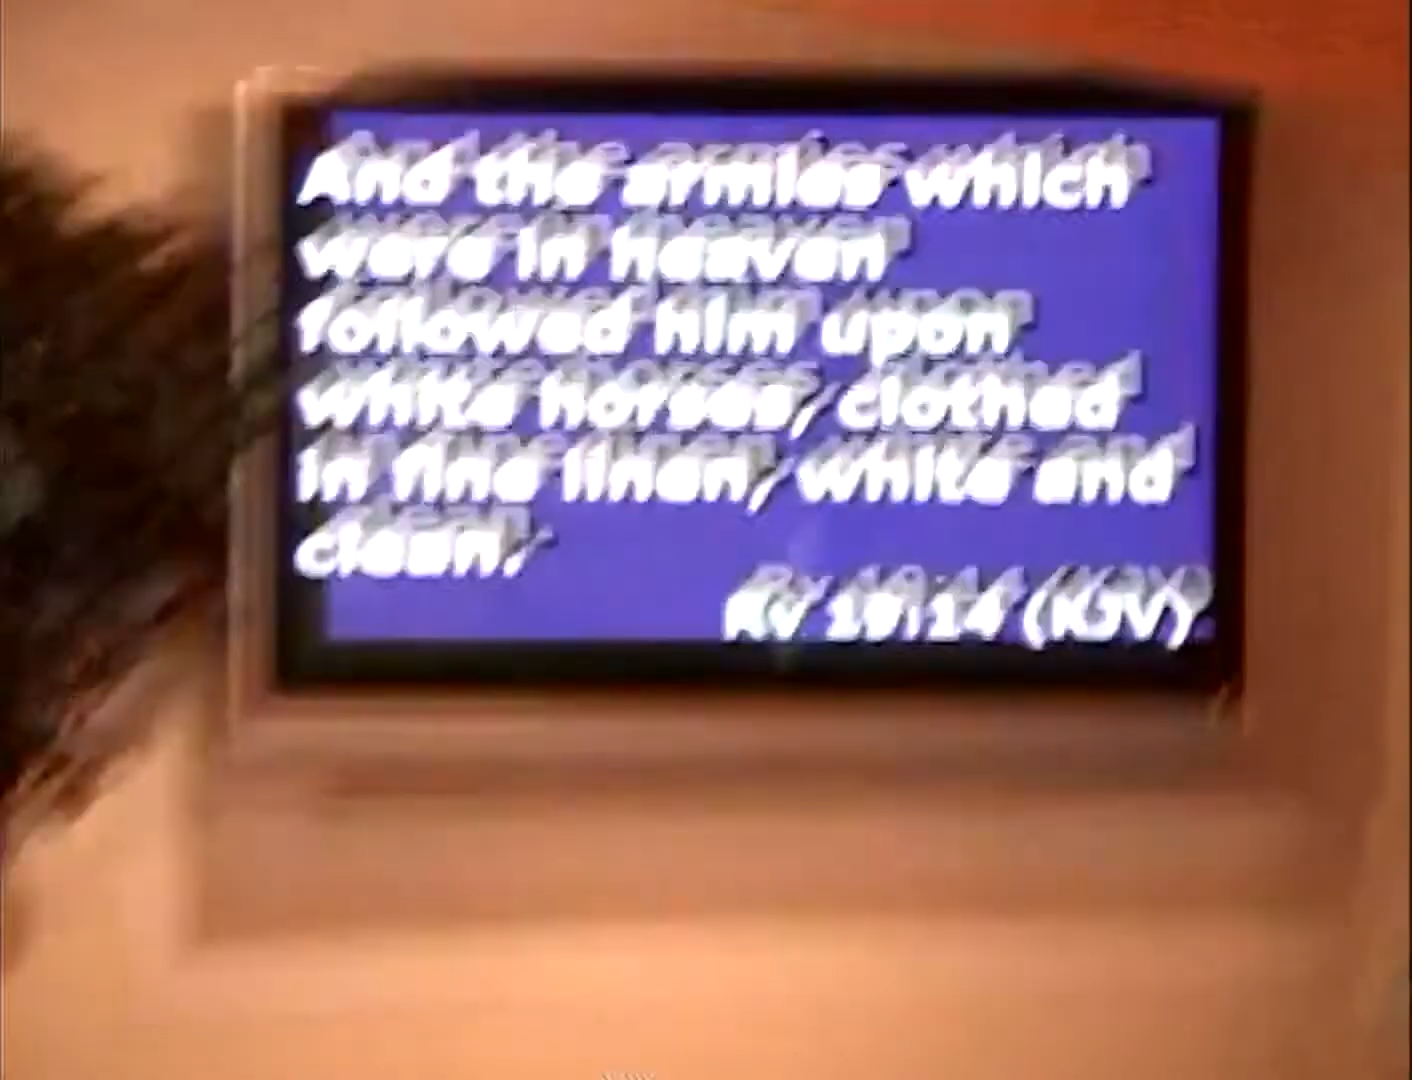 And the armies which
were in heaven
followed him upon
white horses, clothed
in fine linen, white and
clean.
Rv 19:14 (KJV)